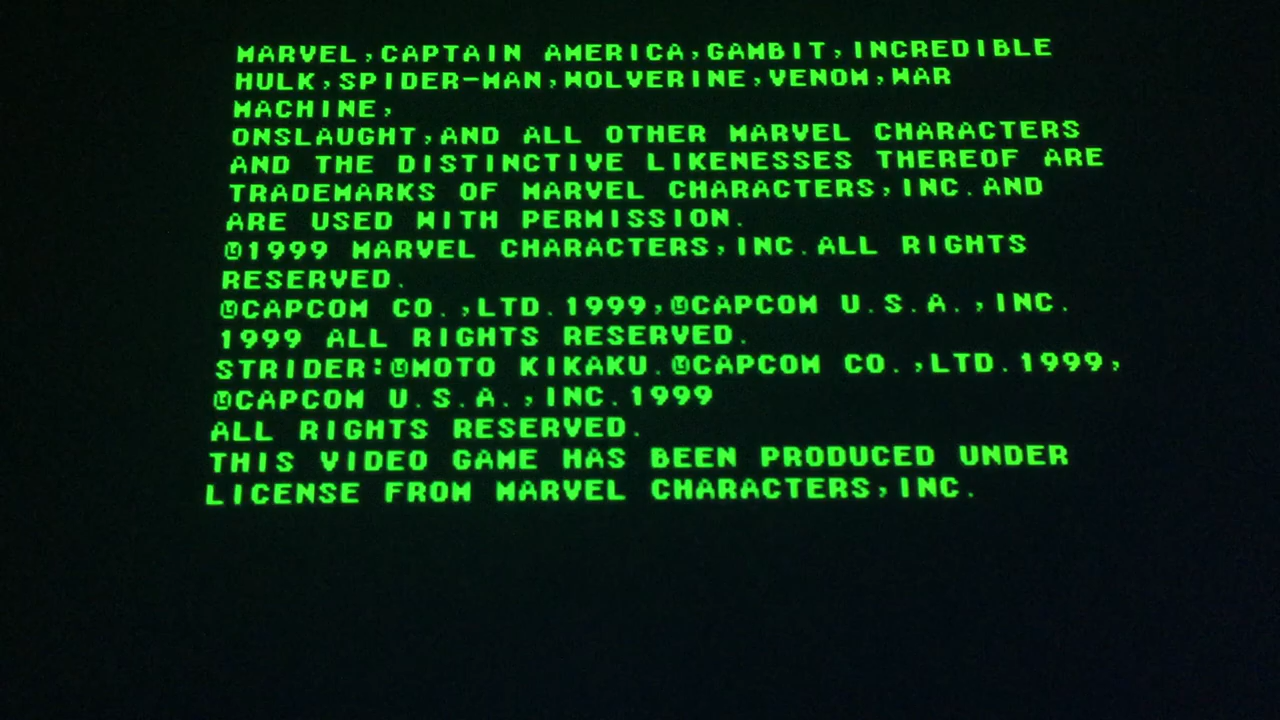 MARVEL,CAPTAIN AMERICA,GAMBIT,INCREDIBLE
HULK,SPIDER-MAN,WOLVERINE,VENOM,WAR
MACHINE,
ONSLAUGHT,AND ALL OTHER MARVEL CHARACTERS
AND THE DISTINCTIVE LIKENESSES THEREOF ARE
TRADEMARKS OF MARVEL CHARACTERS,INC.AND
ARE USED WITH PERMISSION.
©1999 MARVEL CHARACTERS,INC.ALL RIGHTS
RESERVED.
©CAPCOM CO.,LTD.1999,©CAPCOM U.S.A.,INC.
1999 ALL RIGHTS RESERVED.
STRIDER:©MOTO KIKAKU.©CAPCOM CO.,LTD.1999,
©CAPCOM U.S.A.,INC.1999
ALL RIGHTS RESERVED.
THIS VIDEO GAME HAS BEEN PRODUCED UNDER
LICENSE FROM MARVEL CHARACTERS,INC.